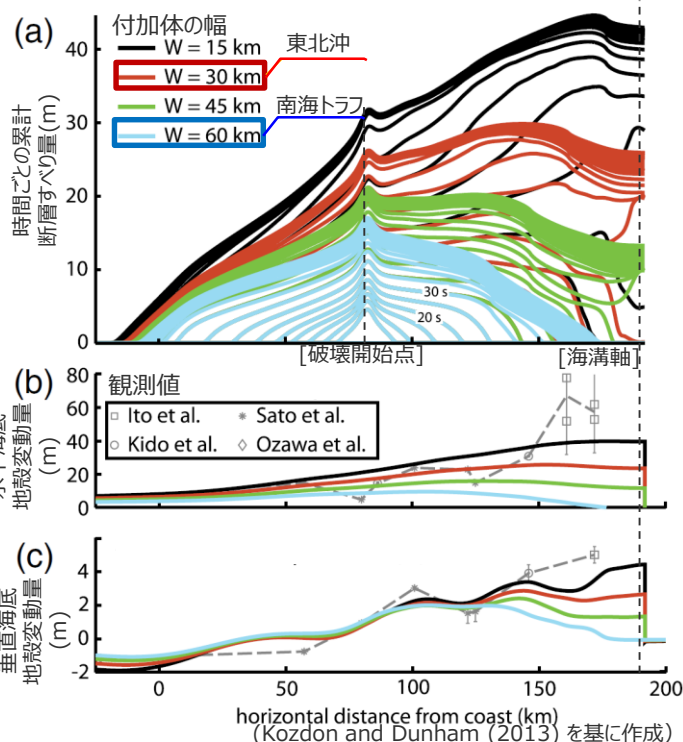 (a)
付加体の幅
W = 15 km
W = 30 km
W = 45 km
W = 60 km
東北沖
南海トラフ
時間ごとの累計
断層すべり量(m)
40
30
20
10
0
30 s
20 s
[破壊開始点]
[海溝軸]
(b)
観測値
Ito et al.
Sato et al.
Kido et al.
Ozawa et al.
水平海底
地殻変動量
(m)
80
60
40
20
0
(c)
垂直海底
地殻変動量
(m)
4
2
0
-2
0
50
100
150
200
horizontal distance from coast (km)
(Kozdon and Dunham (2013) を基に作成)